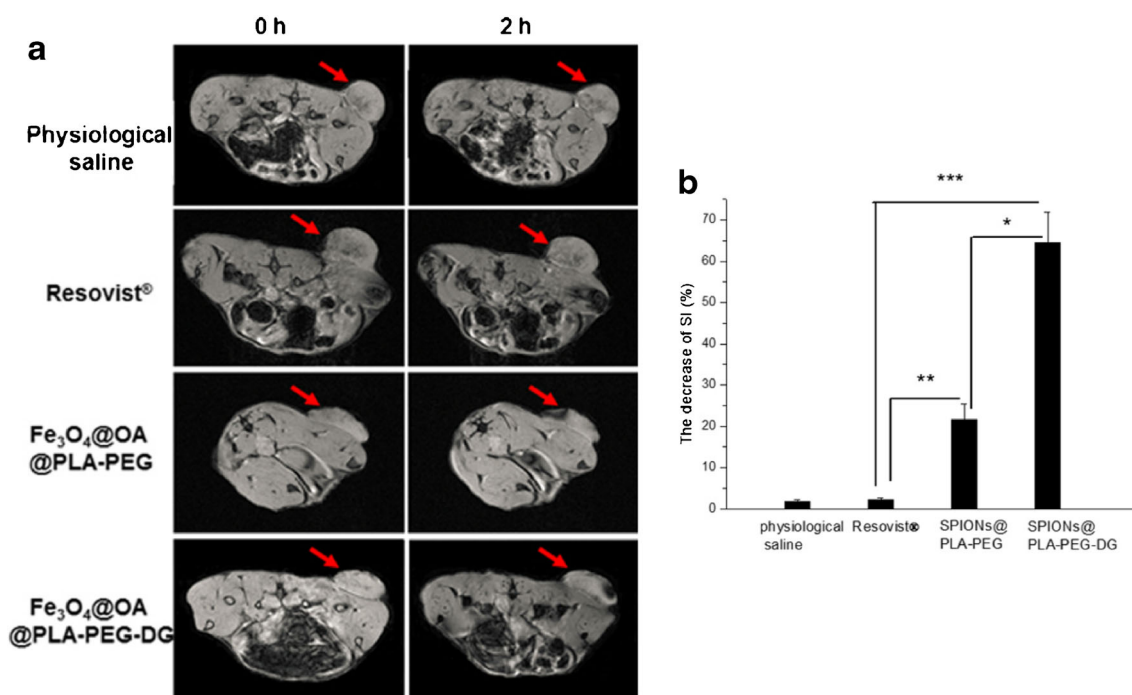 0 h
2 h
a
Physiological
saline
Resovist®
Fe₃O₄@OA
@PLA-PEG
Fe₃O₄@OA
@PLA-PEG-DG
b
The decrease of SI (%)
70
60
50
40
30
20
10
0
***
*
**
physiological
saline
Resovist®
SPIONs@
PLA-PEG
SPIONs@
PLA-PEG-DG